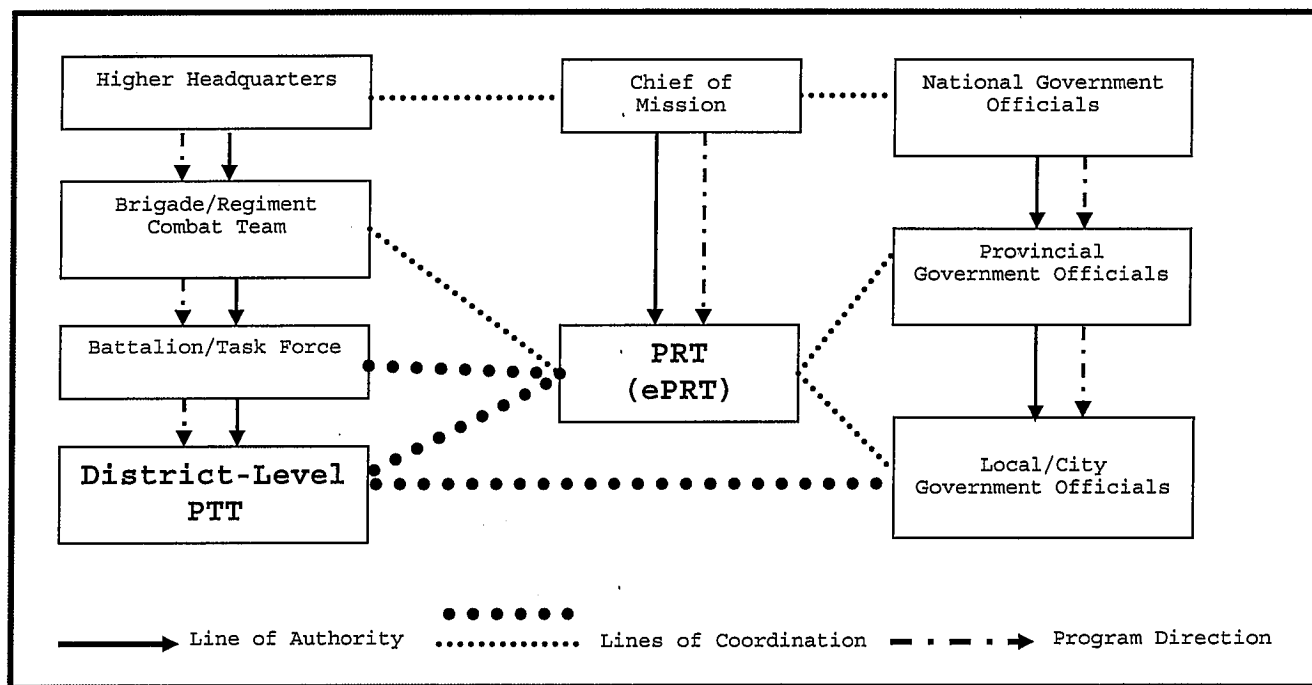 Higher Headquarters
Chief of
Mission
National Government
Officials
Brigade/Regiment
Combat Team
Provincial
Government Officials
Battalion/Task Force
PRT
(ePRT)
District-Level
PTT
Local/City
Government Officials
Line of Authority
Lines of Coordination
Program Direction